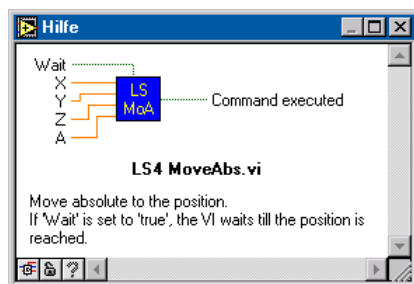 Hilfe
Wait
X
Y
Z
A
LS
MoA
Command executed
LS4 MoveAbs.vi
Move absolute to the position.
If 'Wait' is set to 'true', the VI waits till the position is
reached.
?